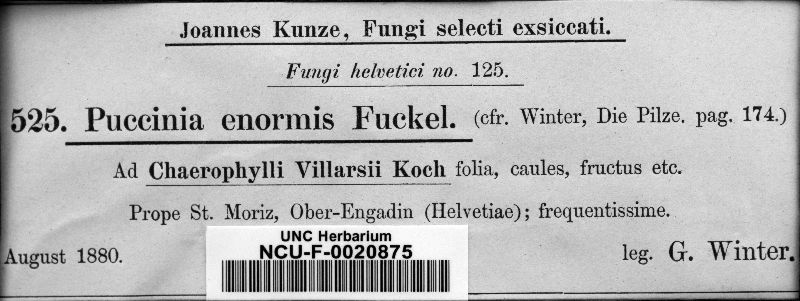 Joannes Kunze, Fungi selecti exsiccati.
Fungi helvetici no. 125.
525. Puccinia enormis Fuckel. (cfr. Winter, Die Pilze. pag. 174.)
Ad Chaerophylli Villarsii Koch folia, caules, fructus etc.
Prope St. Moriz, Ober-Engadin (Helvetiae); frequentissime.
August 1880. leg. G. Winter.
UNC Herbarium
NCU-F-0020875